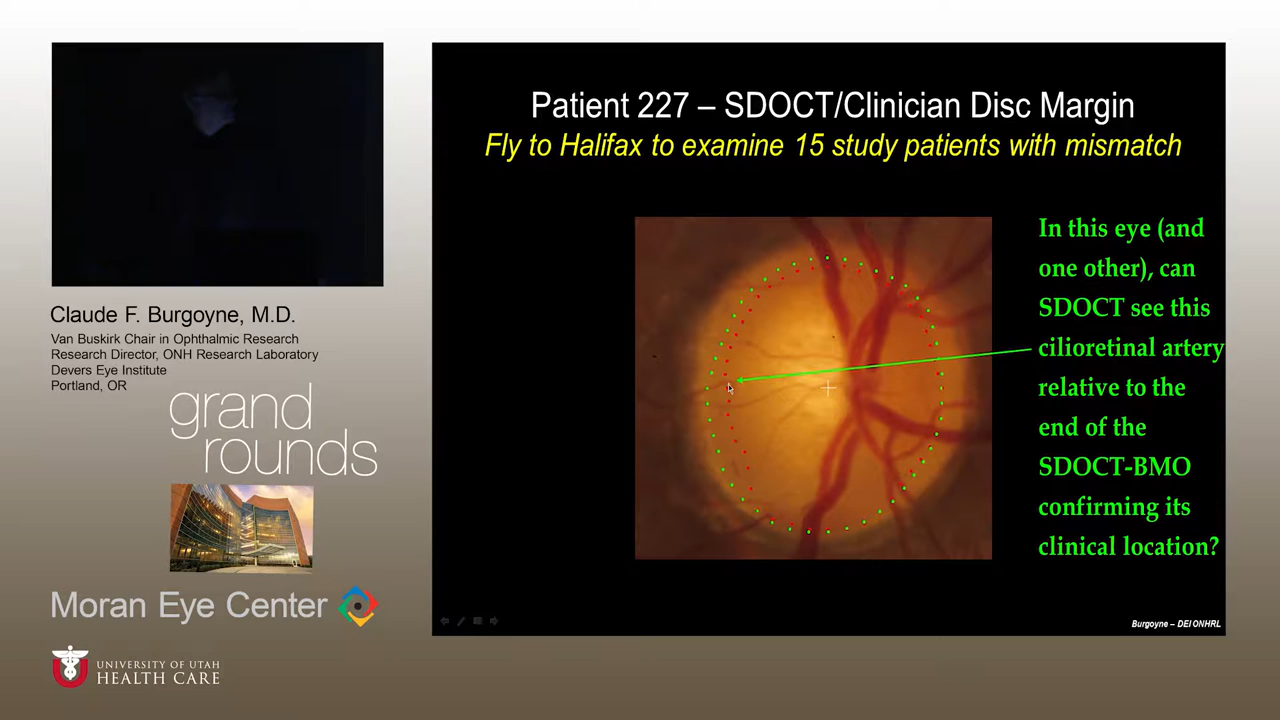 Patient 227 – SDOCT/Clinician Disc Margin
Fly to Halifax to examine 15 study patients with mismatch
In this eye (and
one other), can
SDOCT see this
cilioretinal artery
relative to the
end of the
SDOCT-BMO
confirming its
clinical location?
Burgoyne – DEI ONHRL
Claude F. Burgoyne, M.D.
Van Buskirk Chair in Ophthalmic Research
Research Director, ONH Research Laboratory
Devers Eye Institute
Portland, OR
grand
rounds
Moran Eye Center
UNIVERSITY OF UTAH
HEALTH CARE